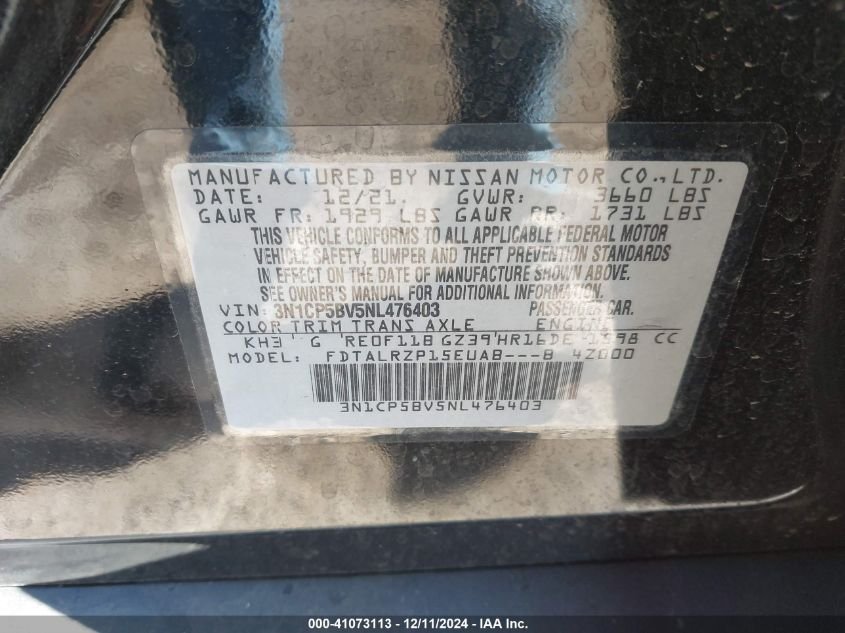 MANUFACTURED BY NISSAN MOTOR CO.,LTD.
DATE: 12/21. GVWR: 3660 LBS
GAWR FR: 1929 LBS GAWR RR: 1731 LBS
THIS VEHICLE CONFORMS TO ALL APPLICABLE FEDERAL MOTOR
VEHICLE SAFETY, BUMPER AND THEFT PREVENTION STANDARDS
IN EFFECT ON THE DATE OF MANUFACTURE SHOWN ABOVE.
SEE OWNER'S MANUAL FOR ADDITIONAL INFORMATION.
VIN: 3N1CP5BV5NL476403 PASSENGER CAR.
COLOR TRIM TRANS AXLE ENGINE
KH3 G RE0F11B GZ39 HR16DE 1598 CC
MODEL: FDTALRZP15EUAB---B 42000
3N1CP5BV5NL476403
000-41073113 - 12/11/2024 - IAA Inc.